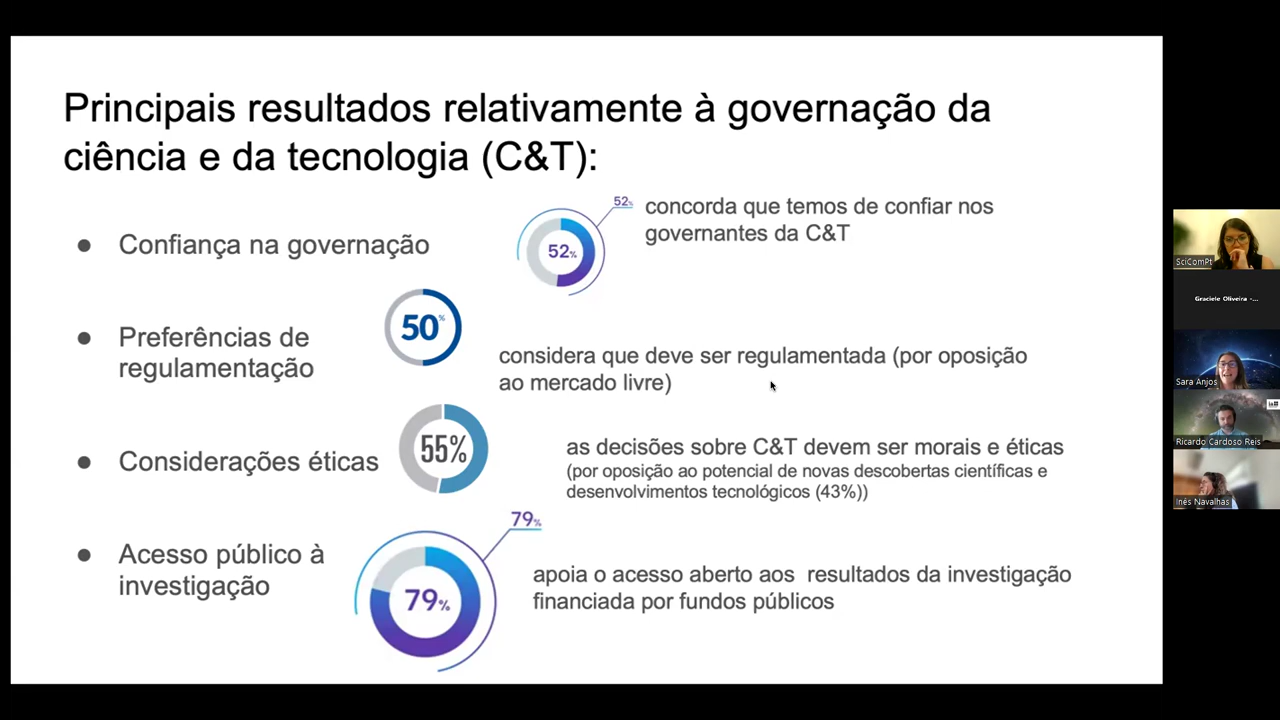 Principais resultados relativamente à governação da
ciência e da tecnologia (C&T):
● Confiança na governação
52%
52%
concorda que temos de confiar nos
governantes da C&T
● Preferências de
regulamentação
50%
considera que deve ser regulamentada (por oposição
ao mercado livre)
● Considerações éticas
55%
as decisões sobre C&T devem ser morais e éticas
(por oposição ao potencial de novas descobertas científicas e
desenvolvimentos tecnológicos (43%))
● Acesso público à
investigação
79%
79%
apoia o acesso aberto aos resultados da investigação
financiada por fundos públicos
SciComPt
Graciele Oliveira -...
Sara Anjos
Ricardo Cardoso Reis
Inês Navalhas